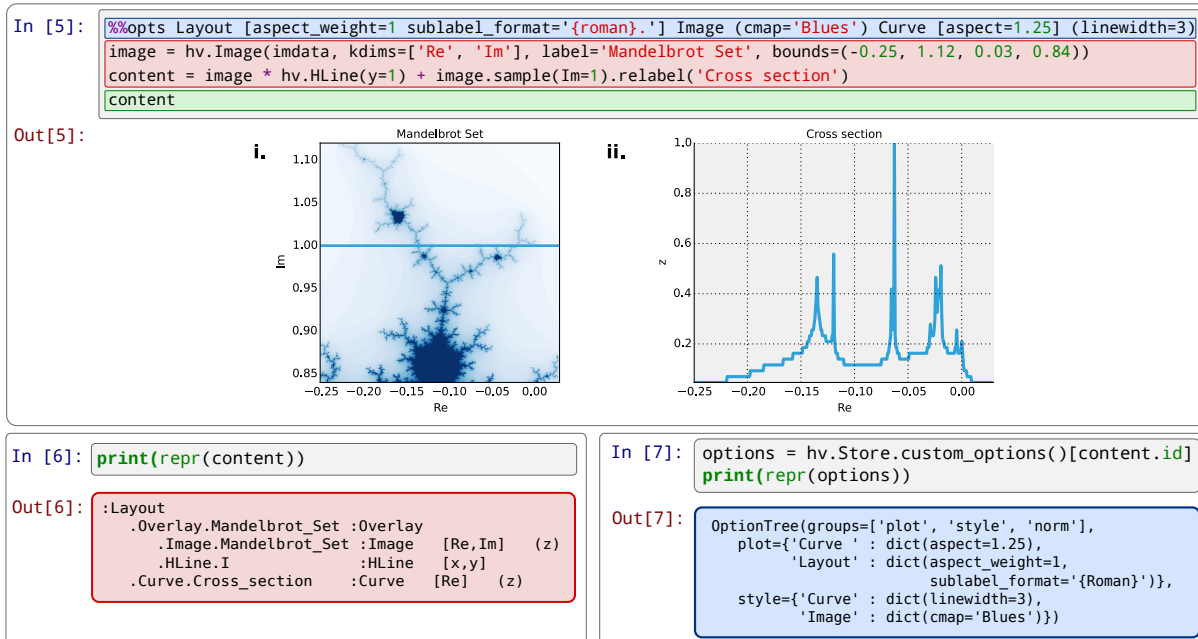 In [5]: %%opts Layout [aspect_weight=1 sublabel_format='{roman}.'] Image (cmap='Blues') Curve [aspect=1.25] (linewidth=3)
image = hv.Image(imdata, kdims=['Re', 'Im'], label='Mandelbrot Set', bounds=(-0.25, 1.12, 0.03, 0.84))
content = image * hv.HLine(y=1) + image.sample(Im=1).relabel('Cross section')
content
Out[5]:
i.
Mandelbrot Set
1.10
1.05
1.00
0.95
0.90
0.85
Im
−0.25 −0.20 −0.15 −0.10 −0.05 0.00
Re
ii.
Cross section
1.0
0.8
0.6
0.4
0.2
z
−0.25 −0.20 −0.15 −0.10 −0.05 0.00
Re
In [6]: print(repr(content))
Out[6]: :Layout
.Overlay.Mandelbrot_Set :Overlay
.Image.Mandelbrot_Set :Image [Re,Im] (z)
.HLine.I :HLine [x,y]
.Curve.Cross_section :Curve [Re] (z)
In [7]: options = hv.Store.custom_options()[content.id]
print(repr(options))
Out[7]: OptionTree(groups=['plot', 'style', 'norm'],
plot={'Curve ' : dict(aspect=1.25),
'Layout' : dict(aspect_weight=1,
sublabel_format='{Roman}')},
style={'Curve' : dict(linewidth=3),
'Image' : dict(cmap='Blues')})